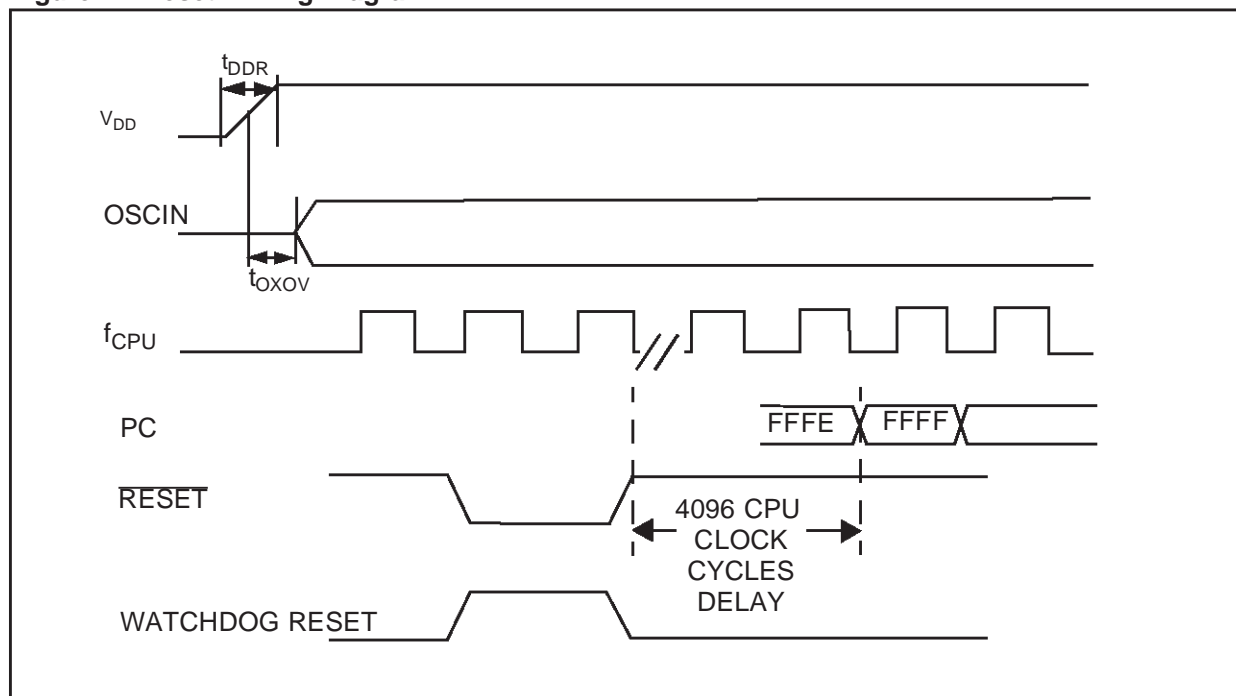 tDDR
VDD
OSCIN
tOXOV
fCPU
PC
FFFE
FFFF
RESET
4096 CPU
CLOCK
CYCLES
DELAY
WATCHDOG RESET